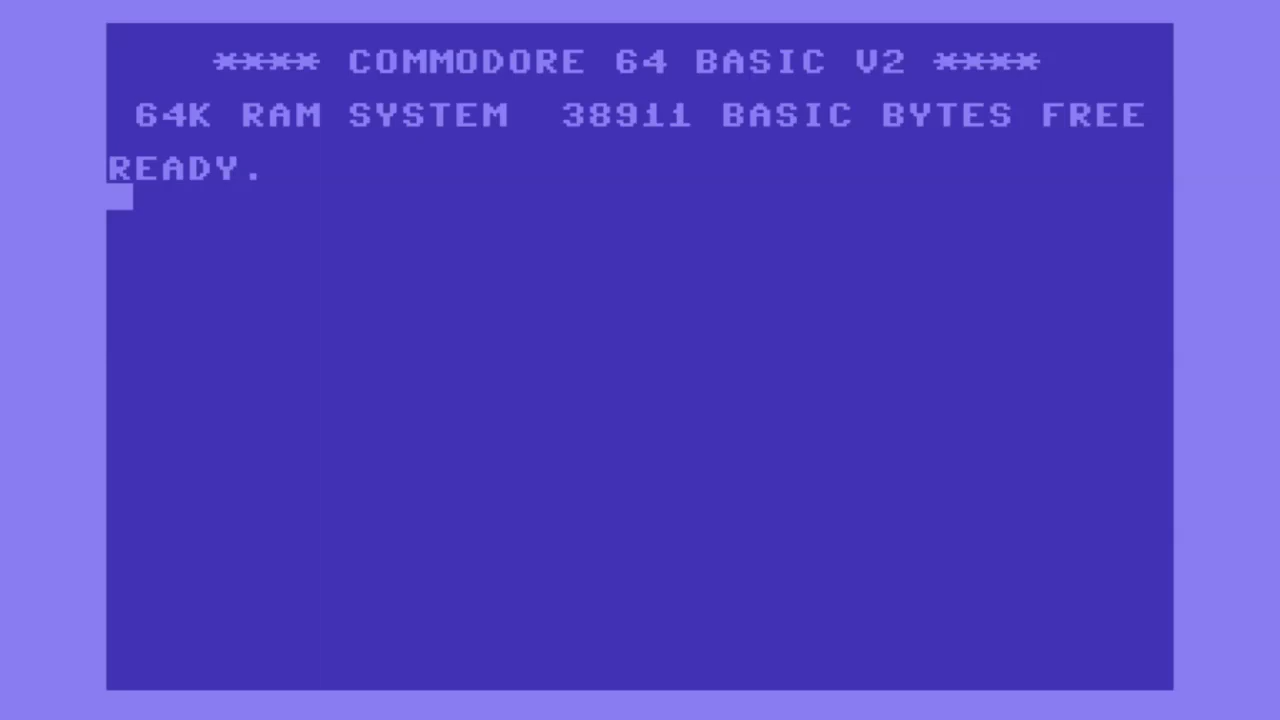 **** COMMODORE 64 BASIC V2 ****
64K RAM SYSTEM  38911 BASIC BYTES FREE
READY.